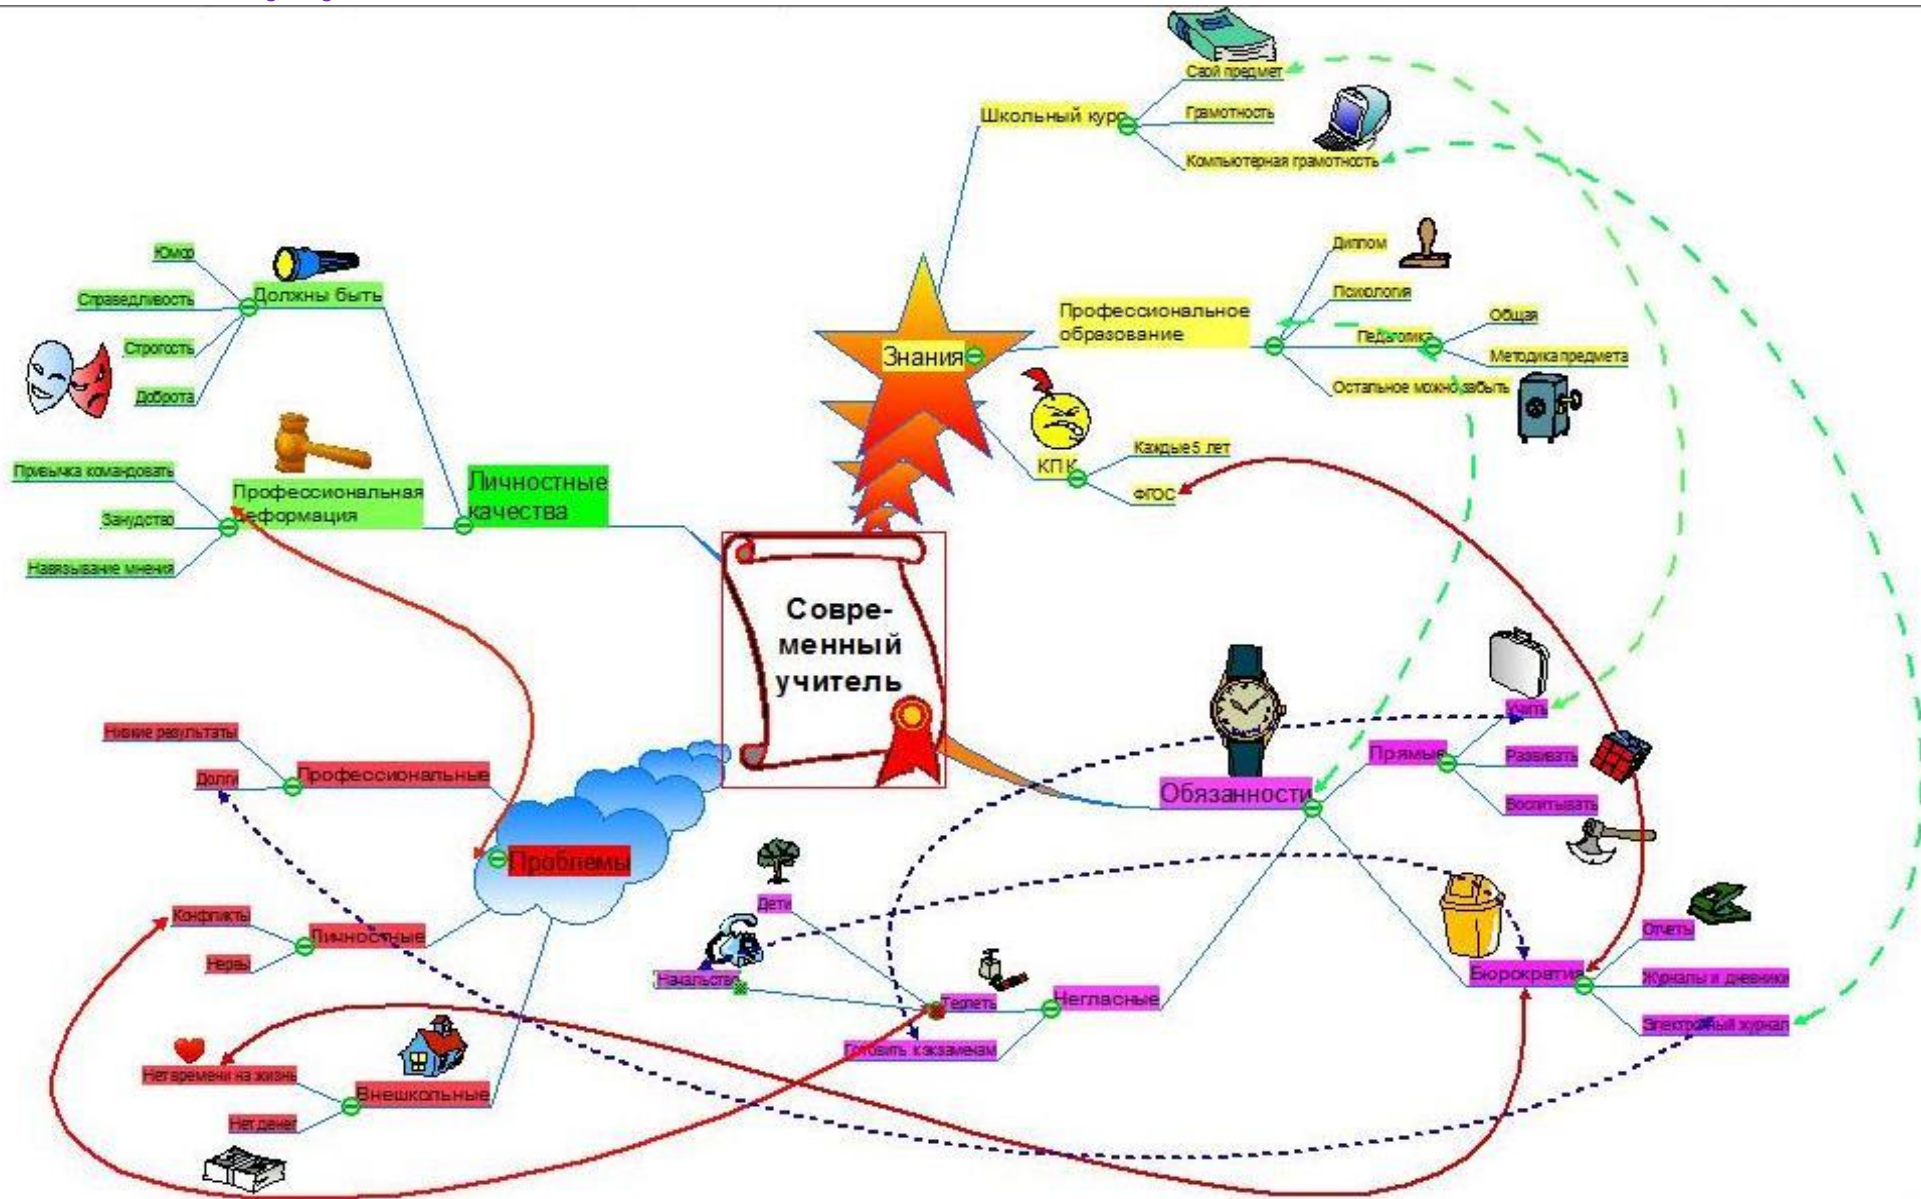 Свой предмет
Школьный курс
Грамотность
Компьютерная грамотность
Диплом
Психология
Профессиональное
образование
Педагогика
Общая
Методика предмета
Остальное можно забыть
Знания
КПК
Каждые 5 лет
ФГОС
Юмор
Должны быть
Справедливость
Строгость
Доброта
Личностные
качества
Привычка командовать
Профессиональная
деформация
Занудство
Навязывание мнения
Совре-
менный
учитель
Низкие результаты
Профессиональные
Долги
Проблемы
Конфликты
Личностные
Нервы
Нет времени на жизнь
Внешкольные
Нет денег
Учить
Прямые
Развивать
Воспитывать
Обязанности
Дети
Начальство
Терпеть
Негласные
Готовить к экзаменам
Отчеты
Бюрократия
Журналы и дневники
Электронный журнал